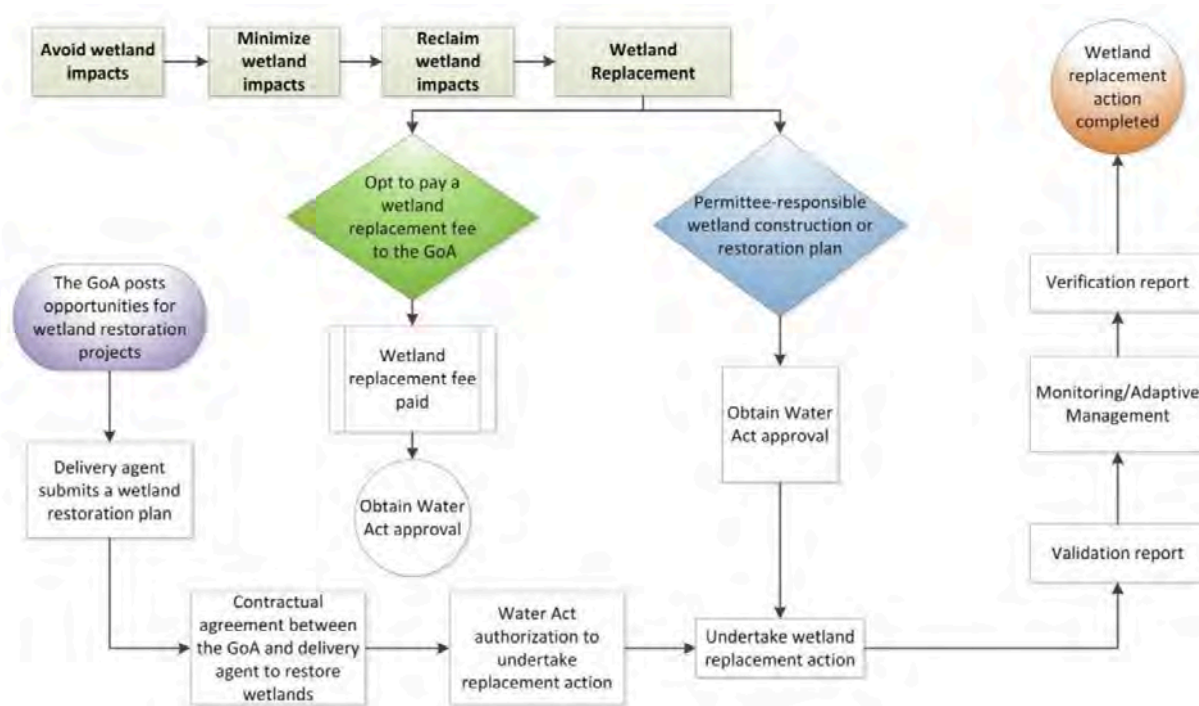 Avoid wetland
impacts
Minimize
wetland
impacts
Reclaim
wetland
impacts
Wetland
Replacement
Wetland
replacement
action
completed
Opt to pay a
wetland
replacement fee
to the GoA
Permittee-responsible
wetland construction or
restoration plan
The GoA posts
opportunities for
wetland restoration
projects
Verification report
Wetland
replacement fee
paid
Monitoring/Adaptive
Management
Obtain Water
Act approval
Delivery agent
submits a wetland
restoration plan
Obtain Water
Act approval
Validation report
Contractual
agreement between
the GoA and delivery
agent to restore
wetlands
Water Act
authorization to
undertake
replacement action
Undertake wetland
replacement action